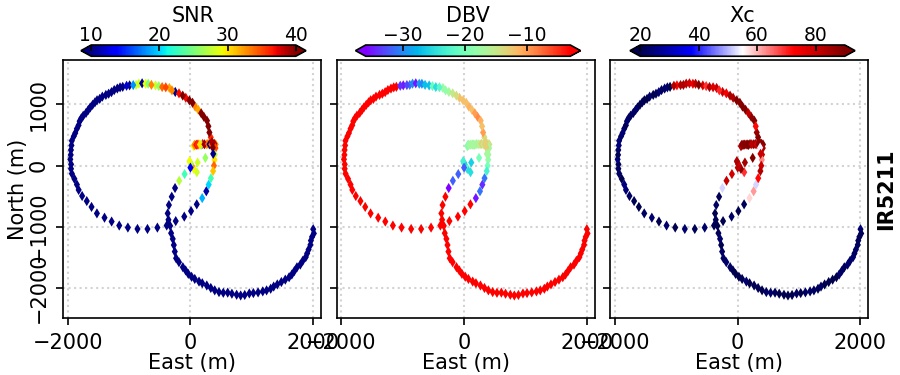 SNR DBV Xc
10 20 30 40 −30 −20 −10 20 40 60 80
North (m)
1000
0
−1000
−2000
IR5211
−2000 0 2000 −2000 0 2000 −2000 0 2000
East (m) East (m) East (m)